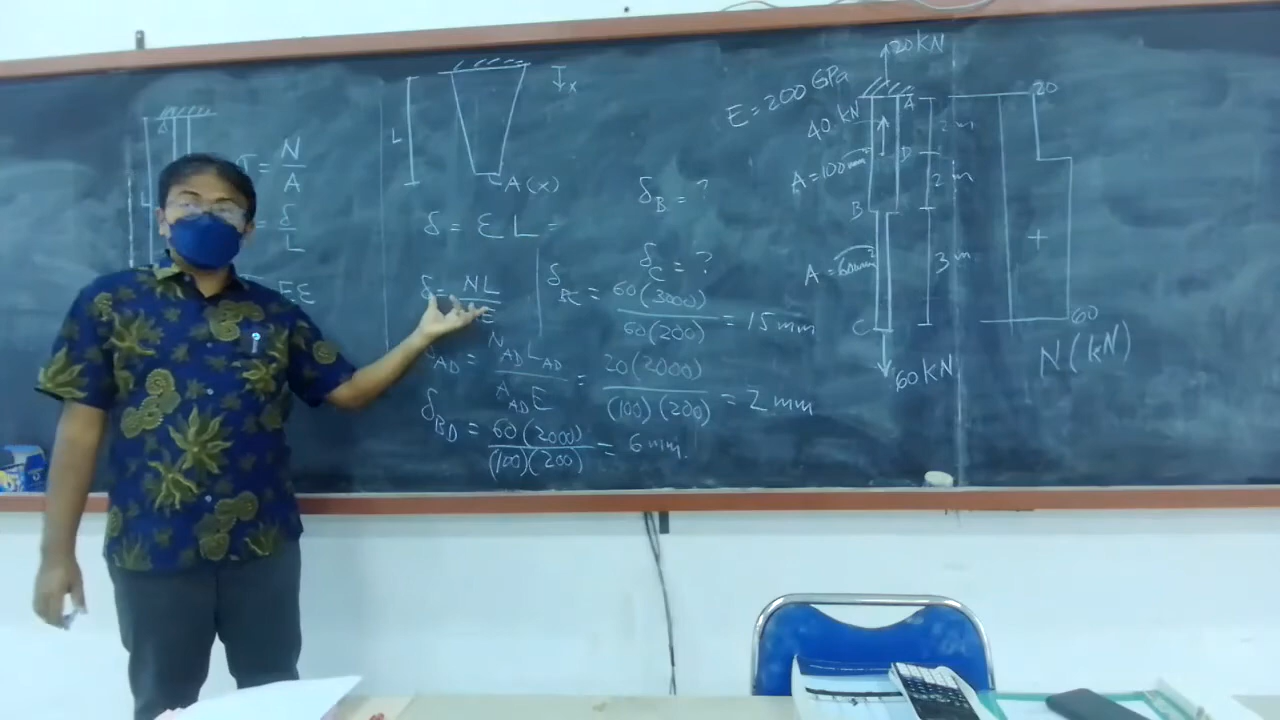 A
L
σ = N/A
= δ/L
Eε
L
x
A(x)
δ = ε L =
δ = NL/E
δAD = NAD LAD / AAD E = 20(2000) / (100)(200) = 2 mm
δBD = 60(2000) / (100)(200) = 6 mm.
δB = ?
δC = ?
δBC = 60(3000) / 60(200) = 15 mm
E = 200 GPa
20 kN
A
40 kN
D
2 m
A = 100 mm²
2 m
B
A = 60 mm²
3 m
C
60 kN
20
+
60
N (kN)